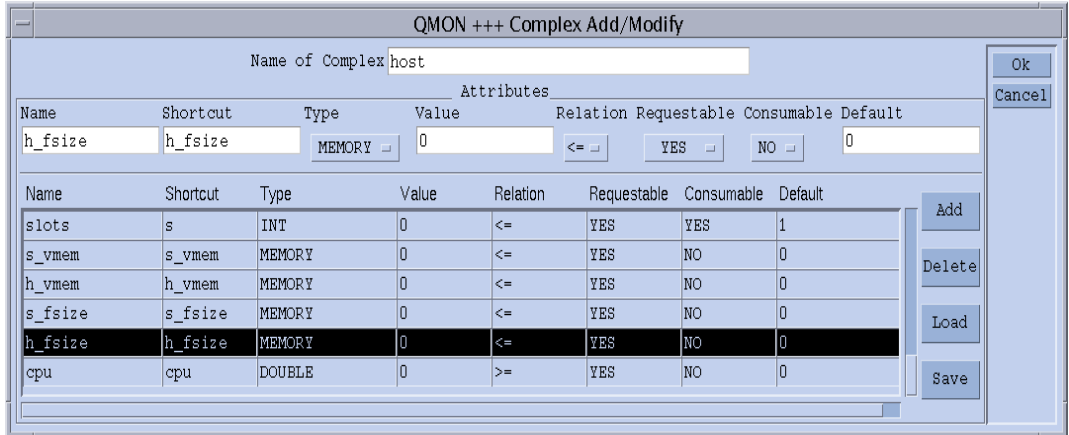 QMON +++ Complex Add/Modify
Name of Complex host
Ok
Attributes
Cancel
Name Shortcut Type Value Relation Requestable Consumable Default
h_fsize h_fsize MEMORY 0 <= YES NO 0
Name Shortcut Type Value Relation Requestable Consumable Default
Add
slots s INT 0 <= YES YES 1
s_vmem s_vmem MEMORY 0 <= YES NO 0
Delete
h_vmem h_vmem MEMORY 0 <= YES NO 0
s_fsize s_fsize MEMORY 0 <= YES NO 0
Load
h_fsize h_fsize MEMORY 0 <= YES NO 0
cpu cpu DOUBLE 0 >= YES NO 0
Save